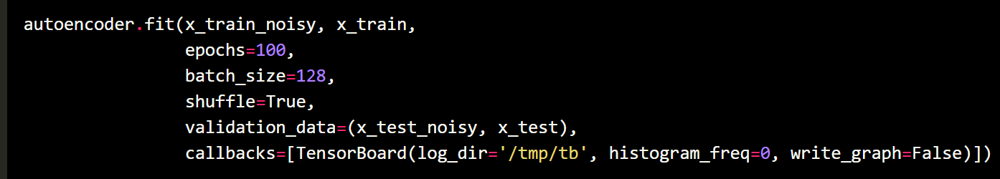 autoencoder.fit(x_train_noisy, x_train,
                epochs=100,
                batch_size=128,
                shuffle=True,
                validation_data=(x_test_noisy, x_test),
                callbacks=[TensorBoard(log_dir='/tmp/tb', histogram_freq=0, write_graph=False)])